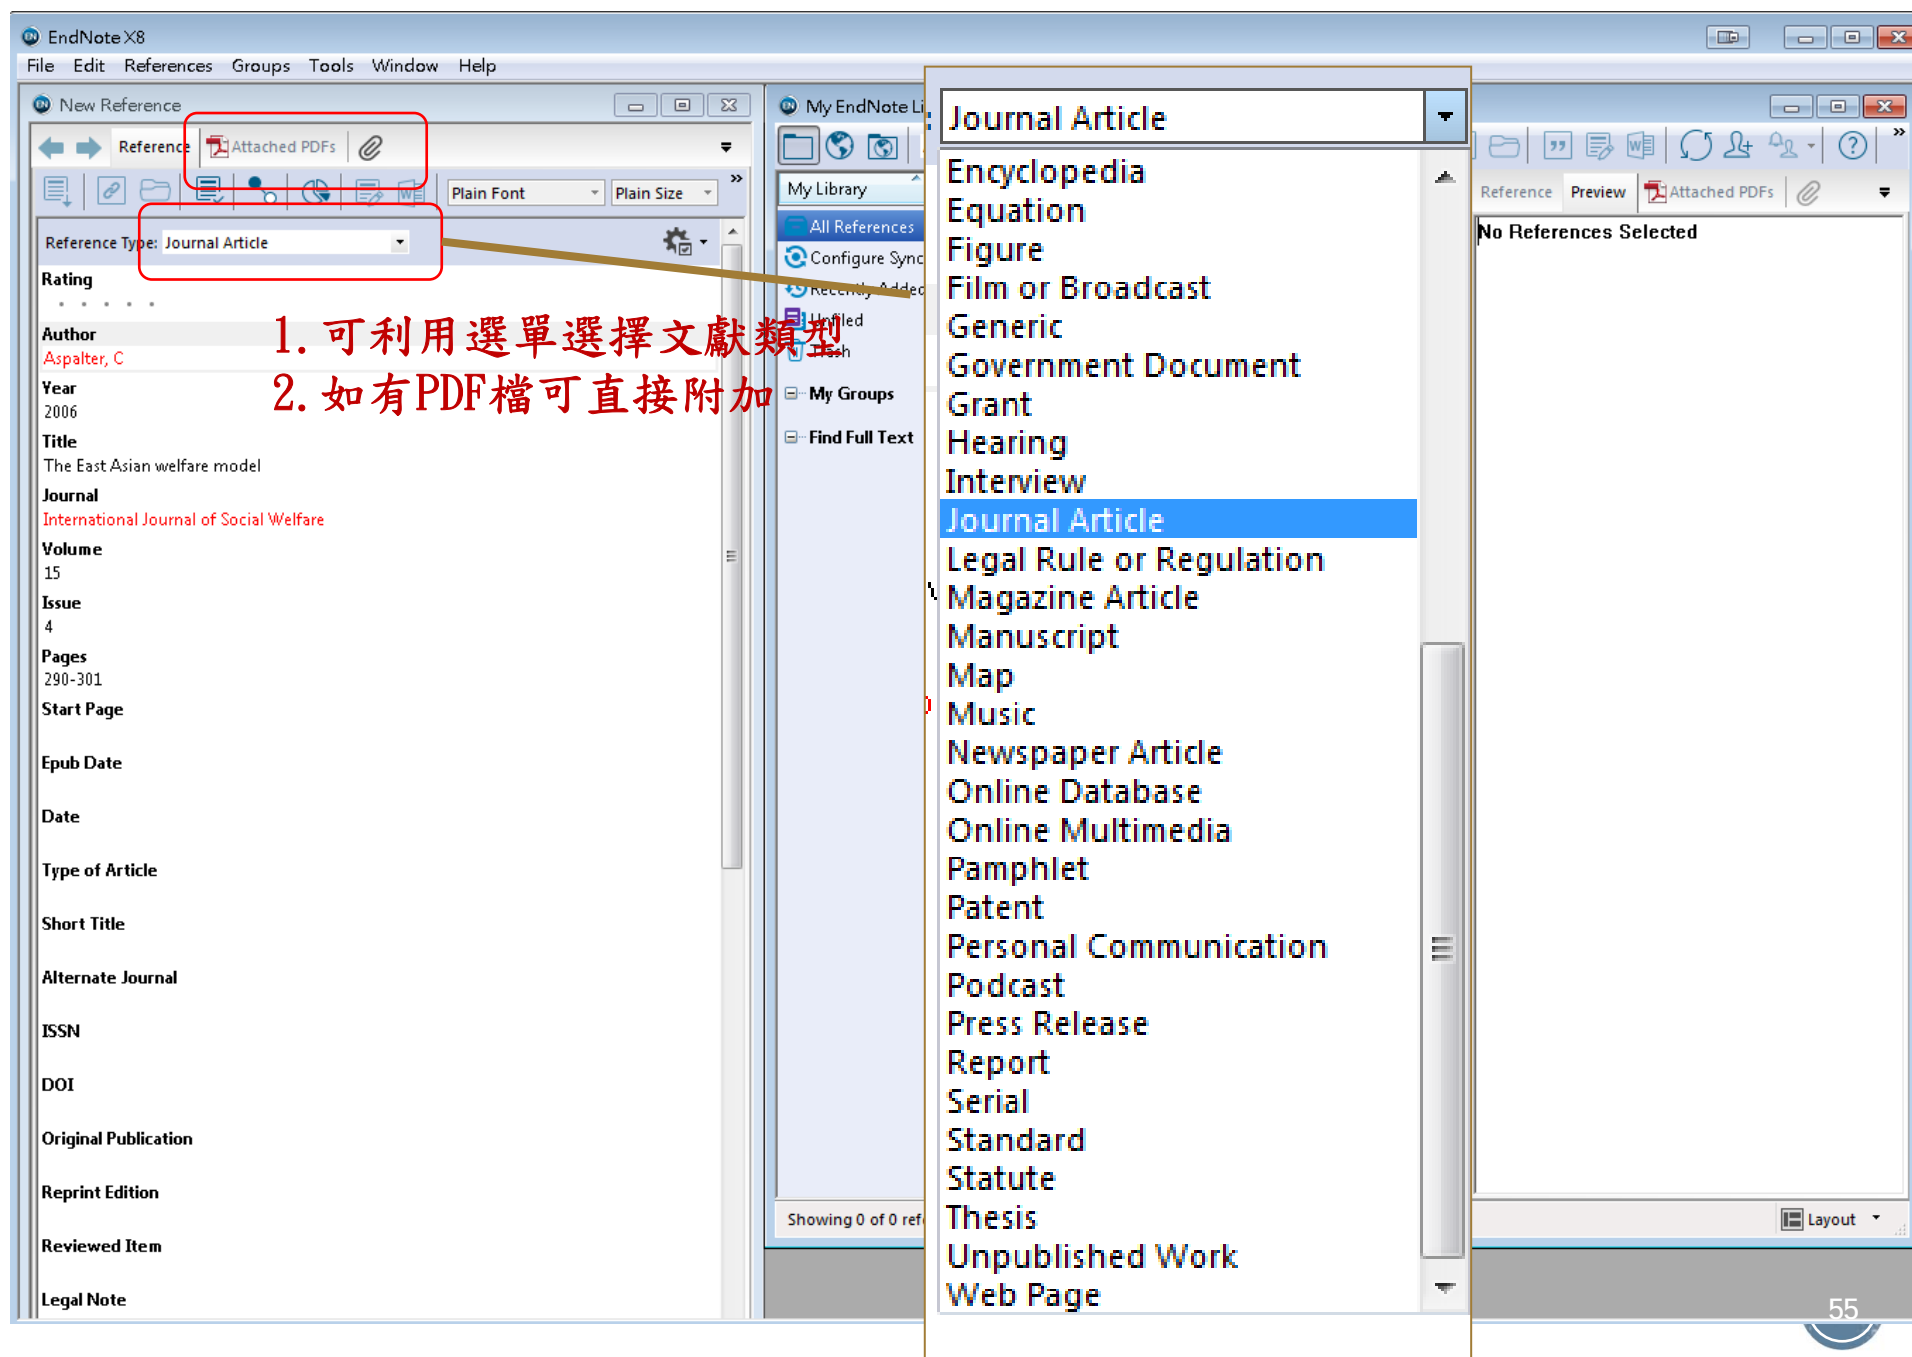 EndNote X8
File Edit References Groups Tools Window Help
New Reference
Reference Attached PDFs
Plain Font Plain Size
Reference Type: Journal Article
Rating
Author
Aspalter, C
Year
2006
Title
The East Asian welfare model
Journal
International Journal of Social Welfare
Volume
15
Issue
4
Pages
290-301
Start Page
Epub Date
Date
Type of Article
Short Title
Alternate Journal
ISSN
DOI
Original Publication
Reprint Edition
Reviewed Item
Legal Note
1. 可利用選單選擇文獻類型
2. 如有PDF檔可直接附加
My EndNote Li
My Library
All References
Configure Sync
Recently Added
Unfiled
Trash
My Groups
Find Full Text
Showing 0 of 0 ref
Journal Article
Encyclopedia
Equation
Figure
Film or Broadcast
Generic
Government Document
Grant
Hearing
Interview
Journal Article
Legal Rule or Regulation
Magazine Article
Manuscript
Map
Music
Newspaper Article
Online Database
Online Multimedia
Pamphlet
Patent
Personal Communication
Podcast
Press Release
Report
Serial
Standard
Statute
Thesis
Unpublished Work
Web Page
Reference Preview Attached PDFs
No References Selected
Layout
55